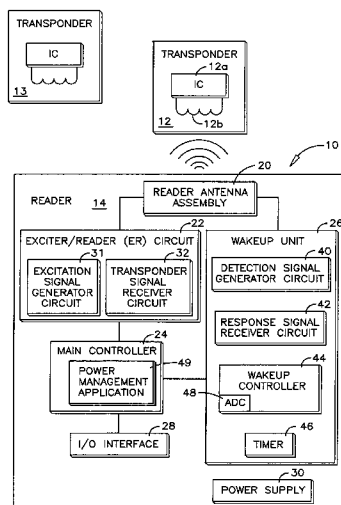 TRANSPONDER
IC
13
TRANSPONDER
12a
IC
12
12b
10
20
READER ANTENNA
ASSEMBLY
READER 14
22
EXCITER/READER (ER) CIRCUIT
31
EXCITATION
SIGNAL
GENERATOR
CIRCUIT
32
TRANSPONDER
SIGNAL
RECEIVER
CIRCUIT
26
WAKEUP UNIT
40
DETECTION SIGNAL
GENERATOR CIRCUIT
42
RESPONSE SIGNAL
RECEIVER CIRCUIT
24
MAIN CONTROLLER
49
POWER
MANAGEMENT
APPLICATION
44
WAKEUP
CONTROLLER
48
ADC
46
TIMER
28
I/O INTERFACE
30
POWER SUPPLY